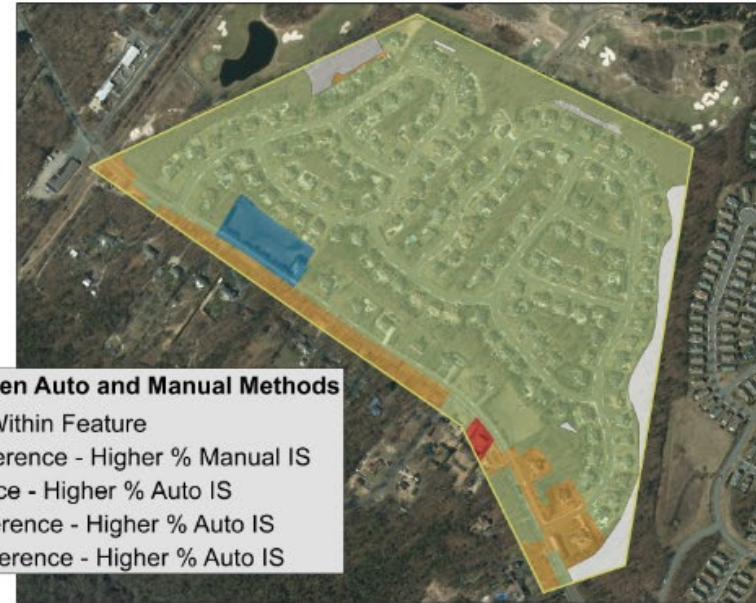 en Auto and Manual Methods
Within Feature
erence - Higher % Manual IS
ce - Higher % Auto IS
erence - Higher % Auto IS
erence - Higher % Auto IS